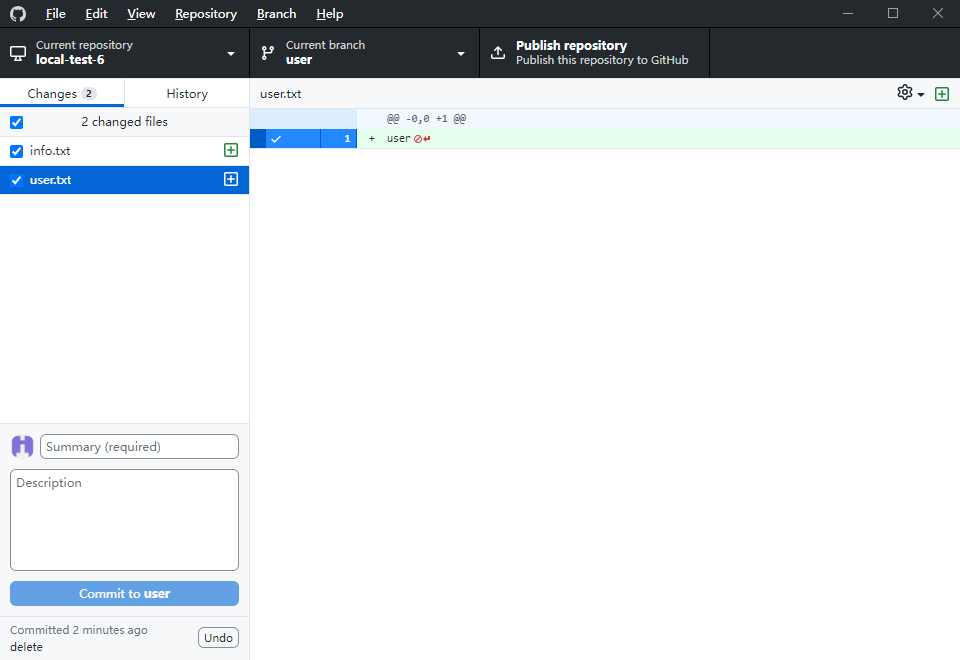 File Edit View Repository Branch Help
Current repository
local-test-6
Current branch
user
Publish repository
Publish this repository to GitHub
Changes 2
History
user.txt
2 changed files
@@ -0,0 +1 @@
1 + user
info.txt
user.txt
Summary (required)
Description
Commit to user
Committed 2 minutes ago
delete
Undo